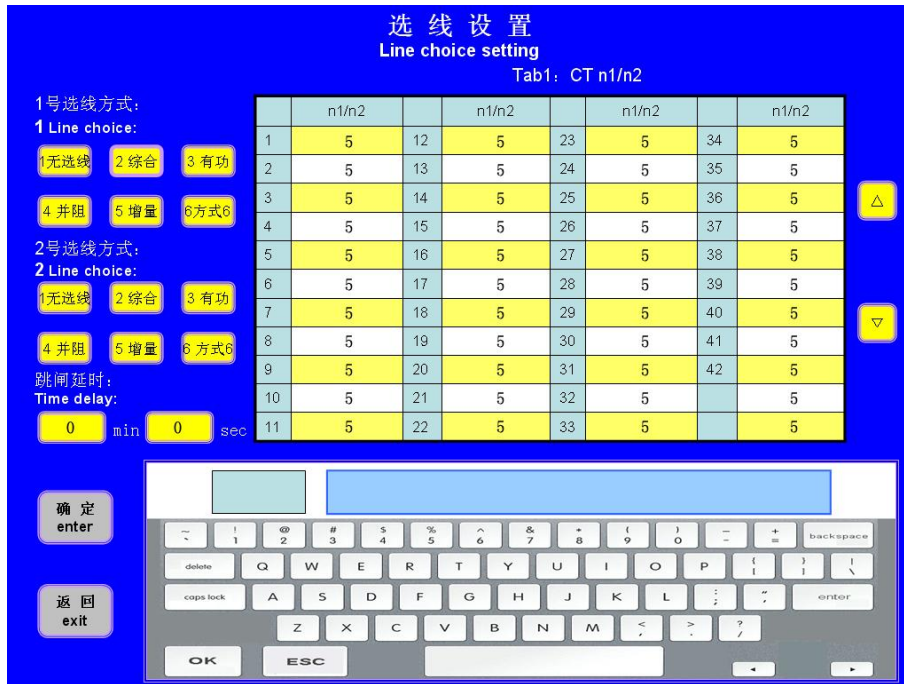 选 线 设 置
Line choice setting
Tab1：CT n1/n2
1号选线方式：
1 Line choice:
1无选线 2 综合 3 有功
4 并阻 5 增量 6方式6
2号选线方式：
2 Line choice:
1无选线 2 综合 3 有功
4 并阻 5 增量 6 方式6
跳闸延时：
Time delay:
0 min 0 sec
n1/n2 n1/n2 n1/n2 n1/n2
1 5 12 5 23 5 34 5
2 5 13 5 24 5 35 5
3 5 14 5 25 5 36 5
4 5 15 5 26 5 37 5
5 5 16 5 27 5 38 5
6 5 17 5 28 5 39 5
7 5 18 5 29 5 40 5
8 5 19 5 30 5 41 5
9 5 20 5 31 5 42 5
10 5 21 5 32 5 5
11 5 22 5 33 5 5
△
▽
确 定
enter
返 回
exit
~ ! @ # $ % ^ & * ( ) _ +
` 1 2 3 4 5 6 7 8 9 0 - = backspace
delete Q W E R T Y U I O P { } |
[ ] \
caps lock A S D F G H J K L : " enter
; '
Z X C V B N M < > ?
, . /
OK ESC ◂ ▸